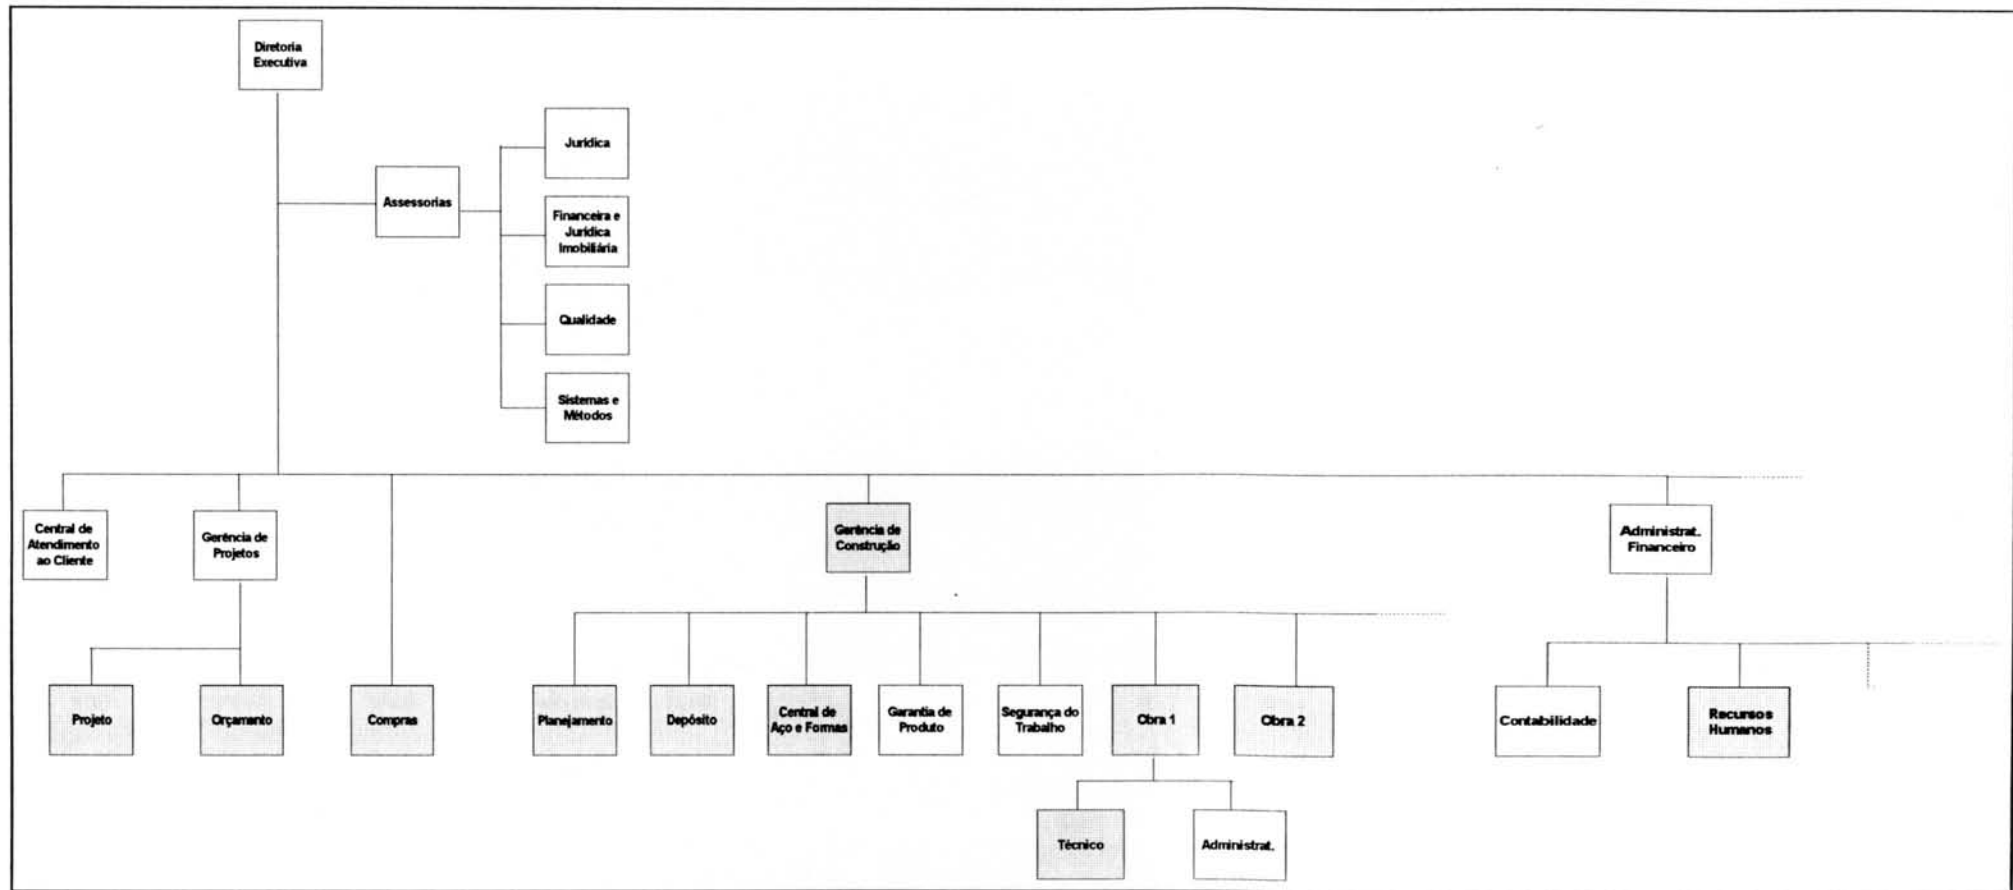 Diretoria
Executiva
Jurídica
Assessorias
Financeira e
Jurídica
Imobiliária
Qualidade
Sistemas e
Métodos
Central de
Atendimento
ao Cliente
Gerência de
Projetos
Gerência de
Construção
Administrat.
Financeiro
Projeto
Orçamento
Compras
Planejamento
Depósito
Central de
Aço e Formas
Garantia de
Produto
Segurança do
Trabalho
Obra 1
Obra 2
Contabilidade
Recursos
Humanos
Técnico
Administrat.